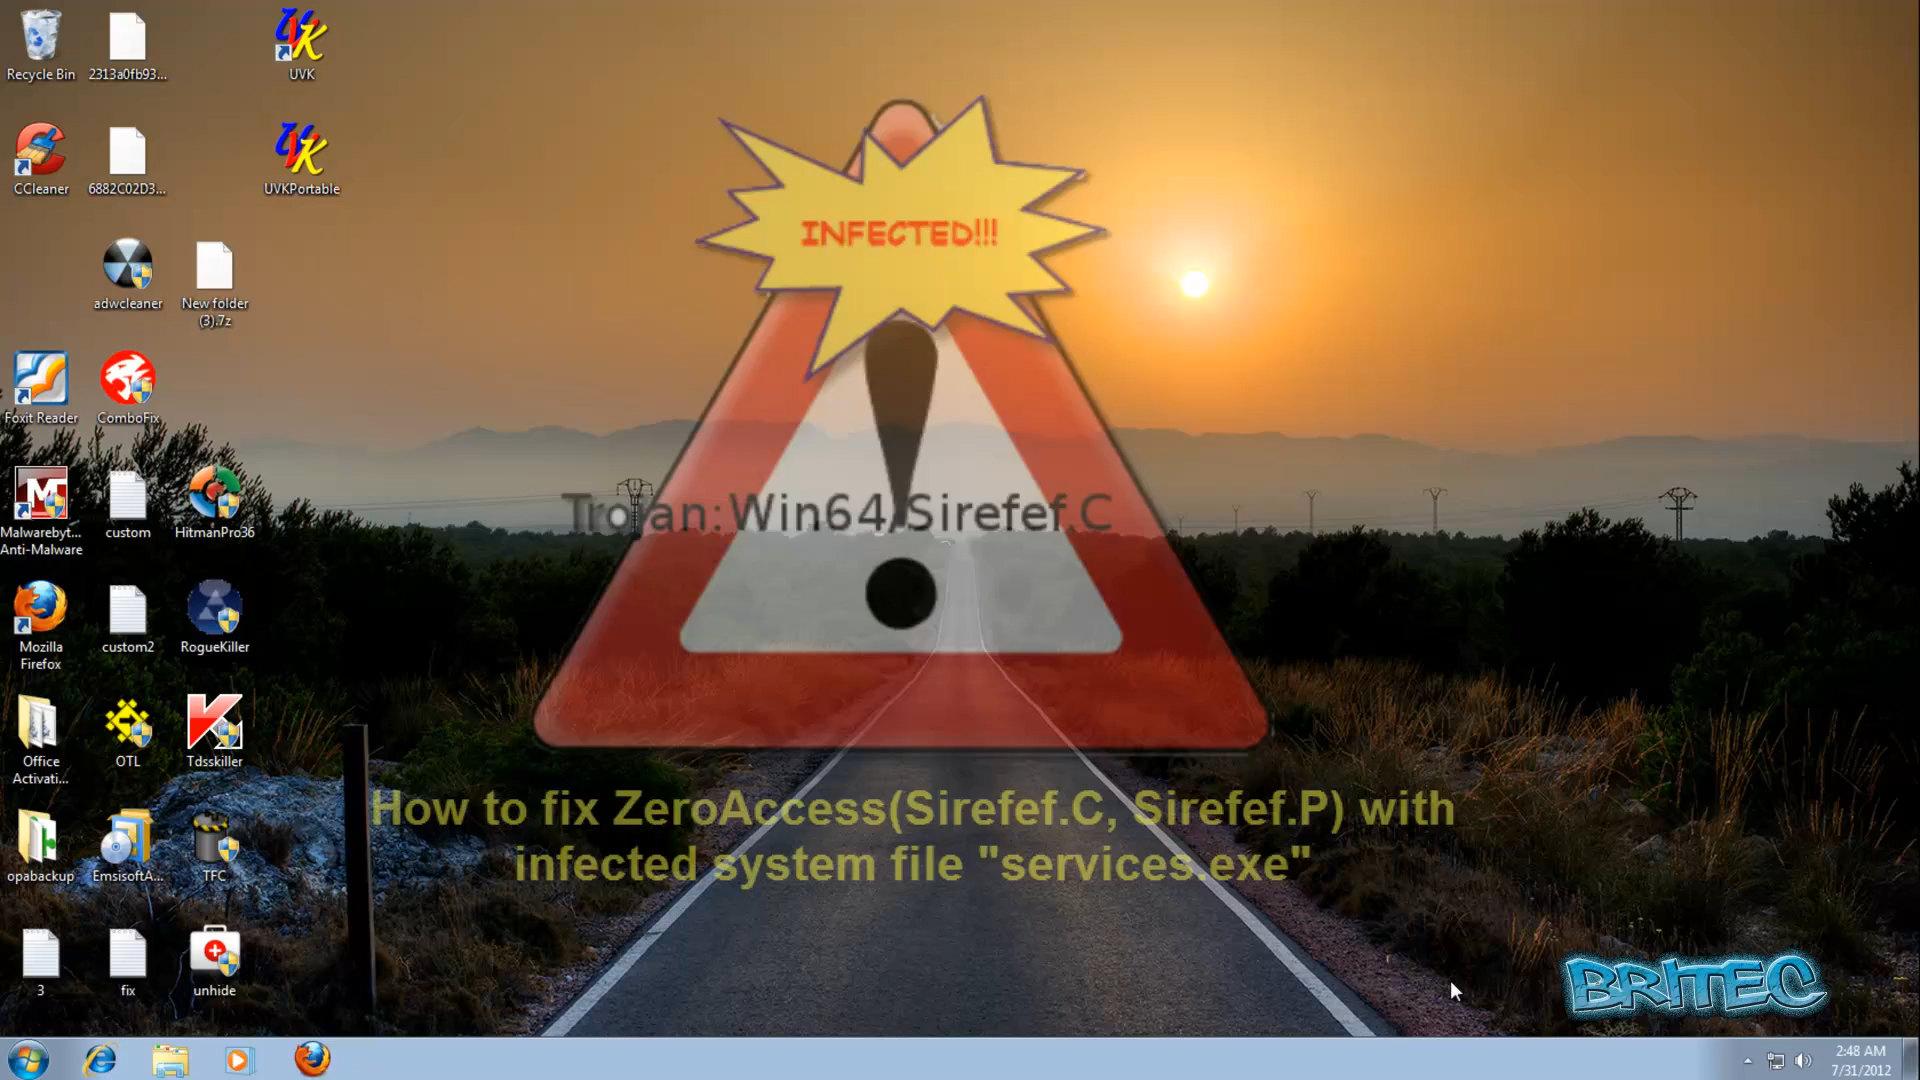 Recycle Bin
2313a0fb93...
UVK
CCleaner
6882C02D3...
UVKPortable
adwcleaner
New folder
(3).7z
Foxit Reader
ComboFix
Malwarebyt...
Anti-Malware
custom
HitmanPro36
Mozilla
Firefox
custom2
RogueKiller
Office
Activati...
OTL
Tdsskiller
opabackup
EmsisoftA...
TFC
3
fix
unhide
INFECTED!!!
Trojan:Win64/Sirefef.C
How to fix ZeroAccess(Sirefef.C, Sirefef.P) with
infected system file "services.exe"
BRITEC
2:48 AM
7/31/2012